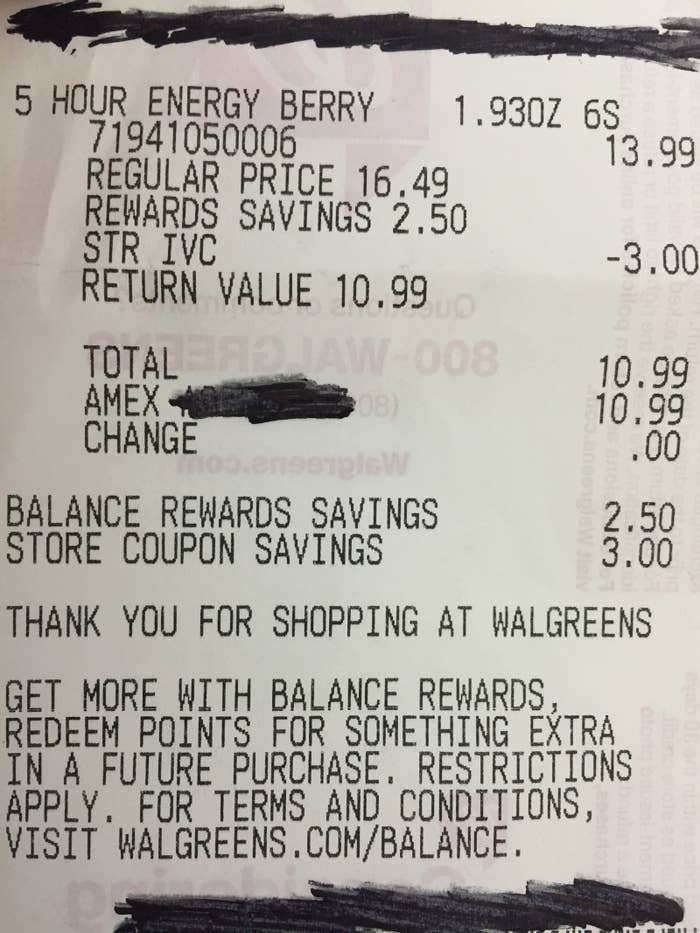 5 HOUR ENERGY BERRY 1.93OZ 6S
71941050006 13.99
REGULAR PRICE 16.49
REWARDS SAVINGS 2.50
STR IVC -3.00
RETURN VALUE 10.99
TOTAL 10.99
AMEX 10.99
CHANGE .00
BALANCE REWARDS SAVINGS 2.50
STORE COUPON SAVINGS 3.00
THANK YOU FOR SHOPPING AT WALGREENS
GET MORE WITH BALANCE REWARDS,
REDEEM POINTS FOR SOMETHING EXTRA
IN A FUTURE PURCHASE. RESTRICTIONS
APPLY. FOR TERMS AND CONDITIONS,
VISIT WALGREENS.COM/BALANCE.